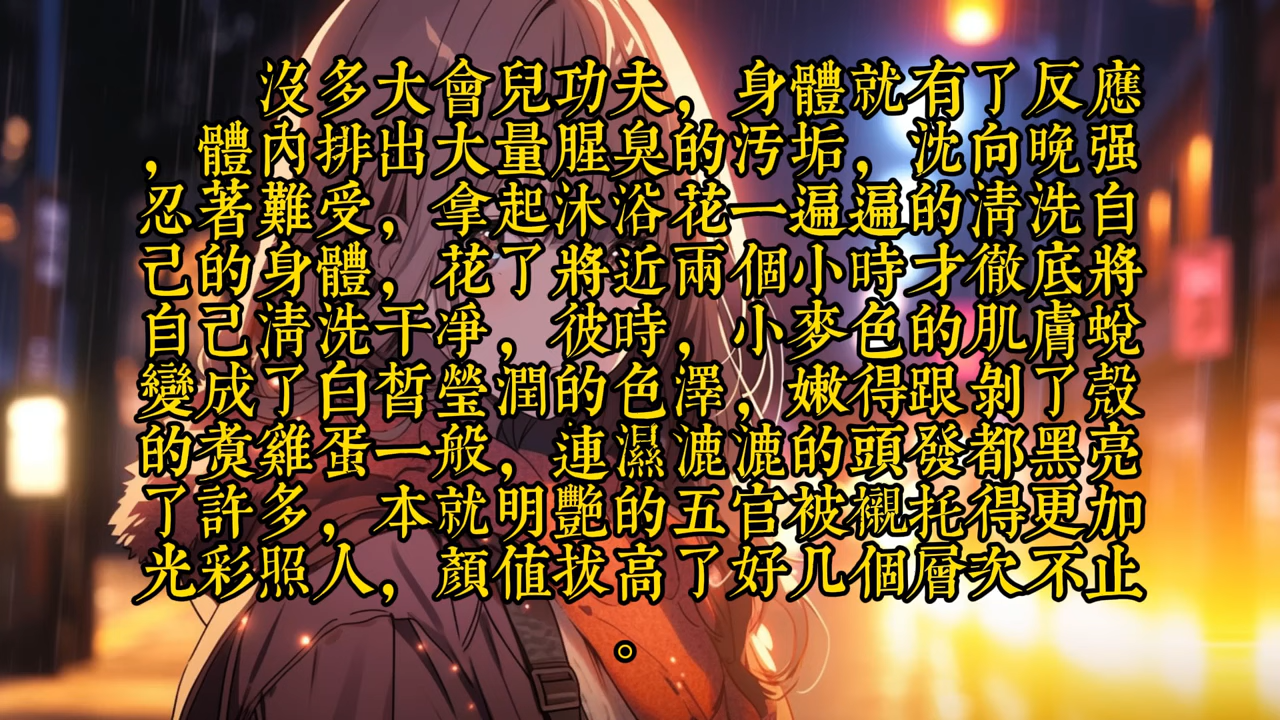 沒多大會兒功夫，身體就有了反應
，體內排出大量腥臭的污垢，沈向晚强
忍著難受，拿起沐浴花一遍遍的清洗自
己的身體，花了將近兩個小時才徹底將
自己清洗干凈，彼時，小麥色的肌膚蛻
變成了白皙瑩潤的色澤，嫩得跟剝了殼
的煮雞蛋一般，連濕漉漉的頭發都黑亮
了許多，本就明艷的五官被襯托得更加
光彩照人，顏值拔高了好几個層次不止
。